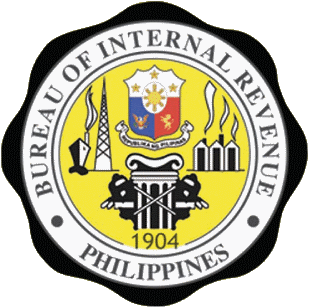 BUREAU OF INTERNAL REVENUE
REPUBLIKA NG PILIPINAS
1904
PHILIPPINES